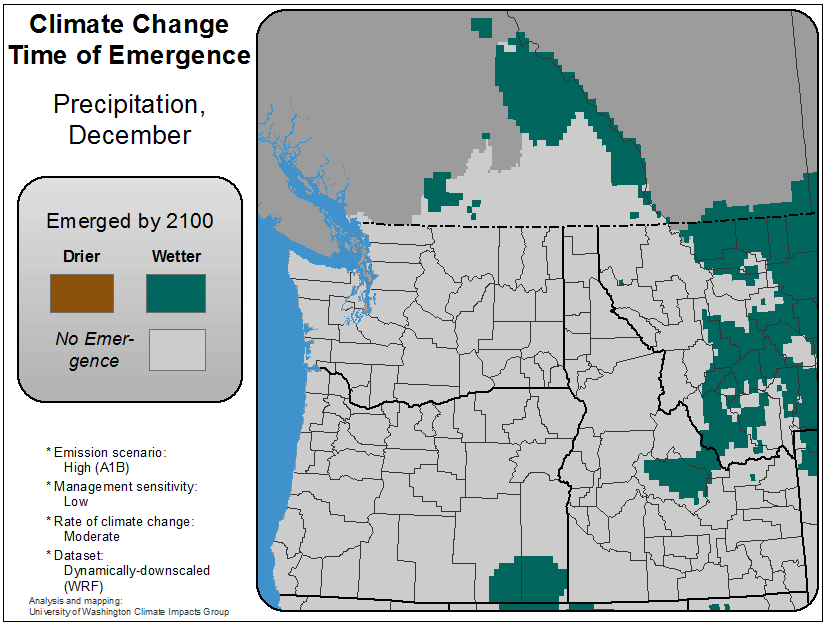 Climate Change
Time of Emergence
Precipitation,
December
Emerged by 2100
Drier Wetter
No Emer-
gence
* Emission scenario:
High (A1B)
* Management sensitivity:
Low
* Rate of climate change:
Moderate
* Dataset:
Dynamically-downscaled
(WRF)
Analysis and mapping:
University of Washington Climate Impacts Group